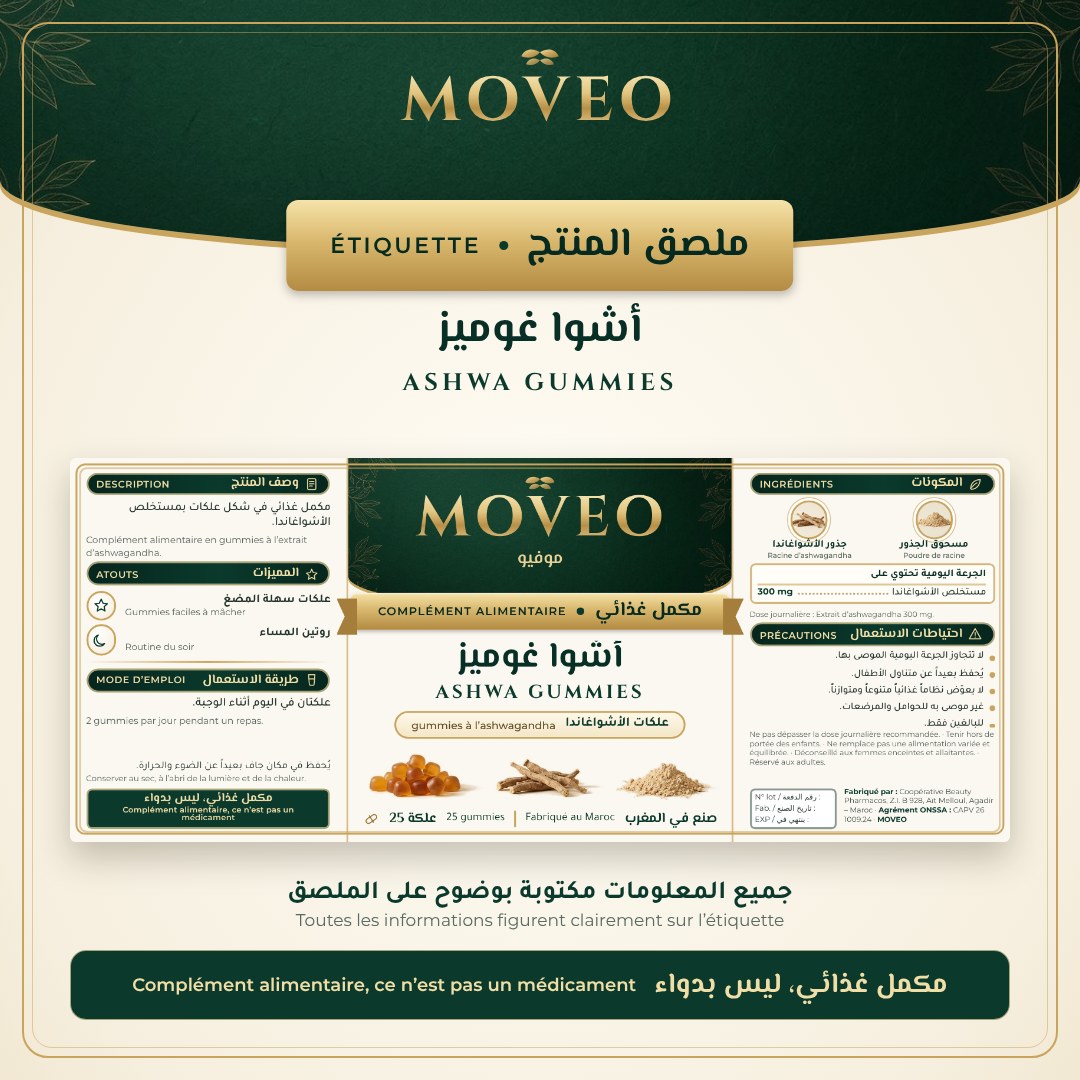 MOVEO
ÉTIQUETTE • ملصق المنتج
أشوا غوميز
ASHWA GUMMIES
DESCRIPTION وصف المنتج
مكمل غذائي في شكل علكات بمستخلص
الأشواغاندا.
Complément alimentaire en gummies à l’extrait
d’ashwagandha.
ATOUTS المميزات
علكات سهلة المضغ
Gummies faciles à mâcher
روتين المساء
Routine du soir
MODE D’EMPLOI طريقة الاستعمال
علكتان في اليوم أثناء الوجبة.
2 gummies par jour pendant un repas.
يُحفظ في مكان جاف بعيداً عن الضوء والحرارة.
Conserver au sec, à l’abri de la lumière et de la chaleur.
مكمل غذائي، ليس بدواء
Complément alimentaire, ce n’est pas un
médicament
MOVEO
موفيو
COMPLÉMENT ALIMENTAIRE • مكمل غذائي
أشوا غوميز
ASHWA GUMMIES
gummies à l’ashwagandha علكات الأشواغاندا
25 علكة 25 gummies | Fabriqué au Maroc صنع في المغرب
INGRÉDIENTS المكونات
جذور الأشواغاندا
Racine d’ashwagandha
مسحوق الجذور
Poudre de racine
الجرعة اليومية تحتوي على
مستخلص الأشواغاندا 300 mg
Dose journalière : Extrait d’ashwagandha 300 mg.
PRÉCAUTIONS احتياطات الاستعمال
لا تتجاوز الجرعة اليومية الموصى بها.
يُحفظ بعيداً عن متناول الأطفال.
لا يعوّض نظاماً غذائياً متنوعاً ومتوازناً.
غير موصى به للحوامل والمرضعات.
للبالغين فقط.
Ne pas dépasser la dose journalière recommandée. · Tenir hors de
portée des enfants. · Ne remplace pas une alimentation variée et
équilibrée. · Déconseillé aux femmes enceintes et allaitantes. ·
Réservé aux adultes.
N° lot / رقم الدفعة :
Fab. / تاريخ الصنع :
EXP / ينتهي في :
Fabriqué par : Coopérative Beauty
Pharmacos, Z.I. B 928, Ait Melloul, Agadir
– Maroc · Agrément ONSSA : CAPV 26
1009.24 · MOVEO
جميع المعلومات مكتوبة بوضوح على الملصق
Toutes les informations figurent clairement sur l’étiquette
Complément alimentaire, ce n’est pas un médicament مكمل غذائي، ليس بدواء